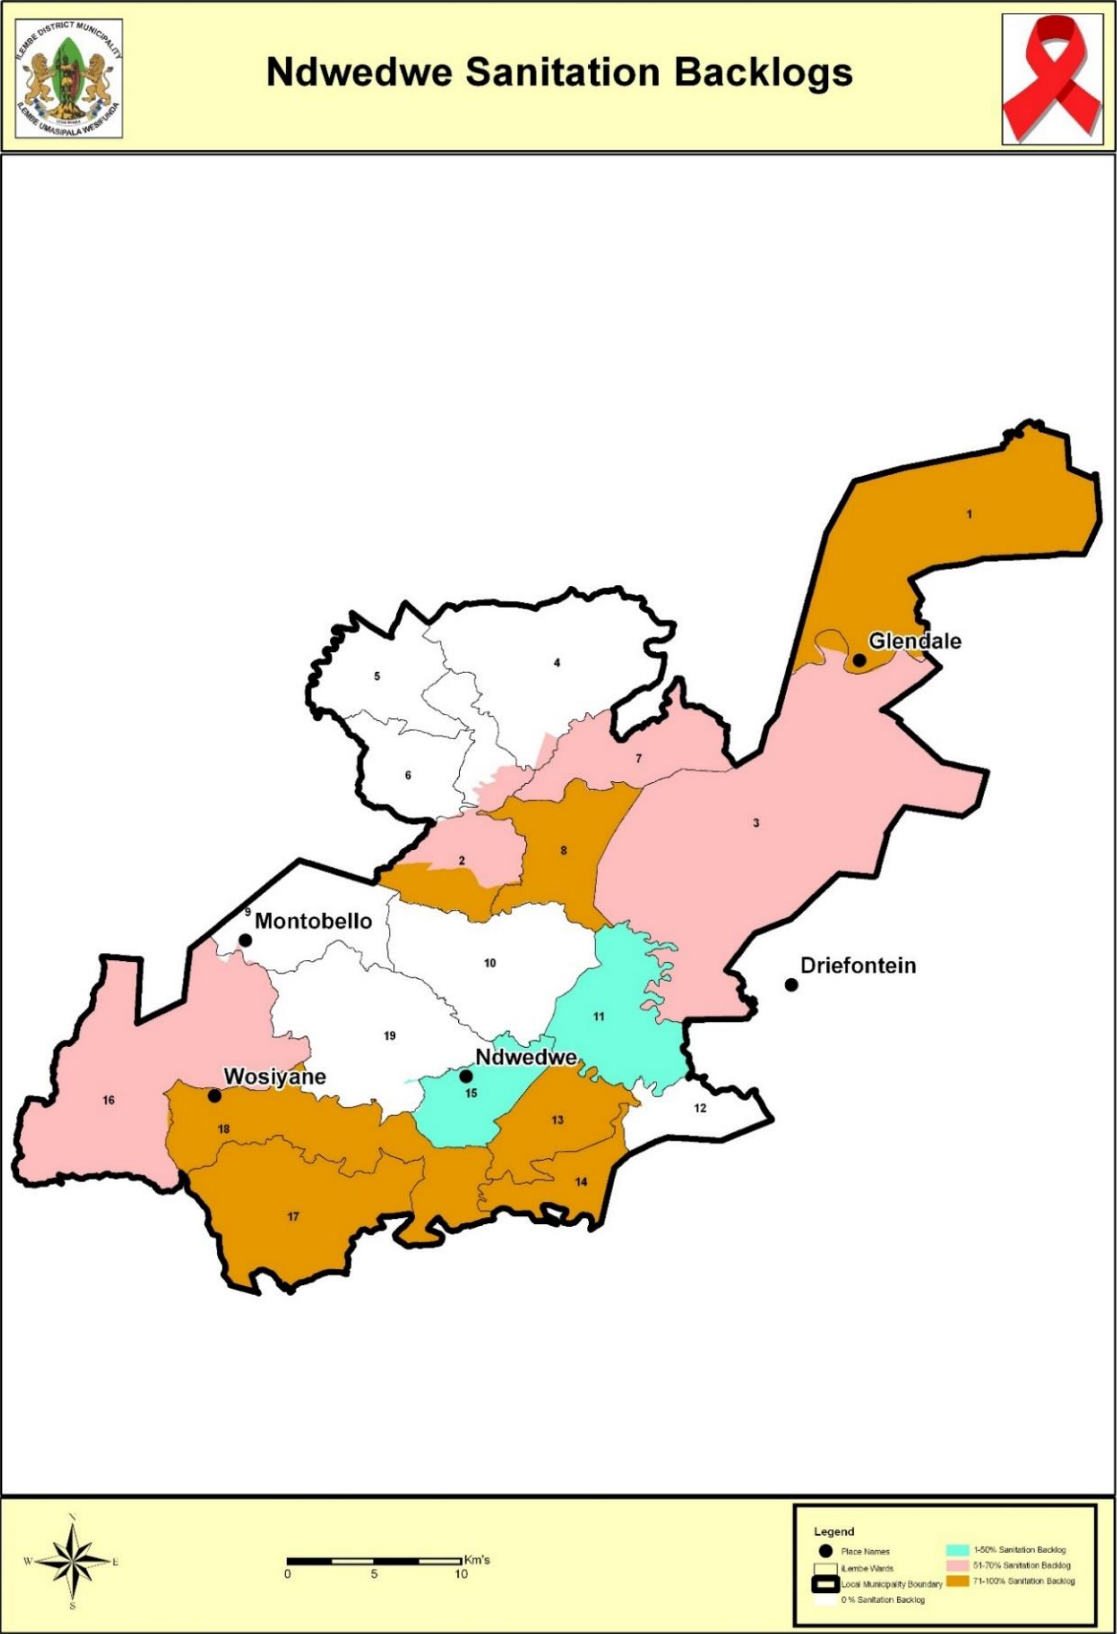 ILEMBE DISTRICT MUNICIPALITY
ILEMBE UMASIPALA WESIFUNDA
Ndwedwe Sanitation Backlogs
1
Glendale
4
5
7
6
3
8
2
9
Montobello
10
Driefontein
11
19
Ndwedwe
15
Wosiyane
16
12
13
18
14
17
N
W
E
S
Km's
0 5 10
Legend
Place Names
iLembe Wards
Local Municipality Boundary
0 % Sanitation Backlog
1-50% Sanitation Backlog
51-70% Sanitation Backlog
71-100% Sanitation Backlog